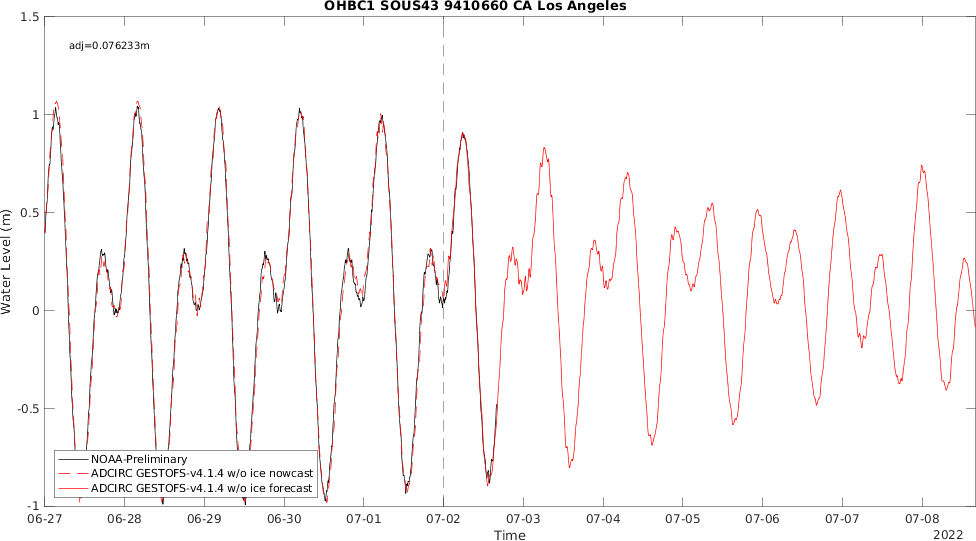 OHBC1 SOUS43 9410660 CA Los Angeles
1.5
adj=0.076233m
1
0.5
Water Level (m)
0
-0.5
NOAA-Preliminary
ADCIRC GESTOFS-v4.1.4 w/o ice nowcast
ADCIRC GESTOFS-v4.1.4 w/o ice forecast
-1
06-27 06-28 06-29 06-30 07-01 07-02 07-03 07-04 07-05 07-06 07-07 07-08
Time
2022